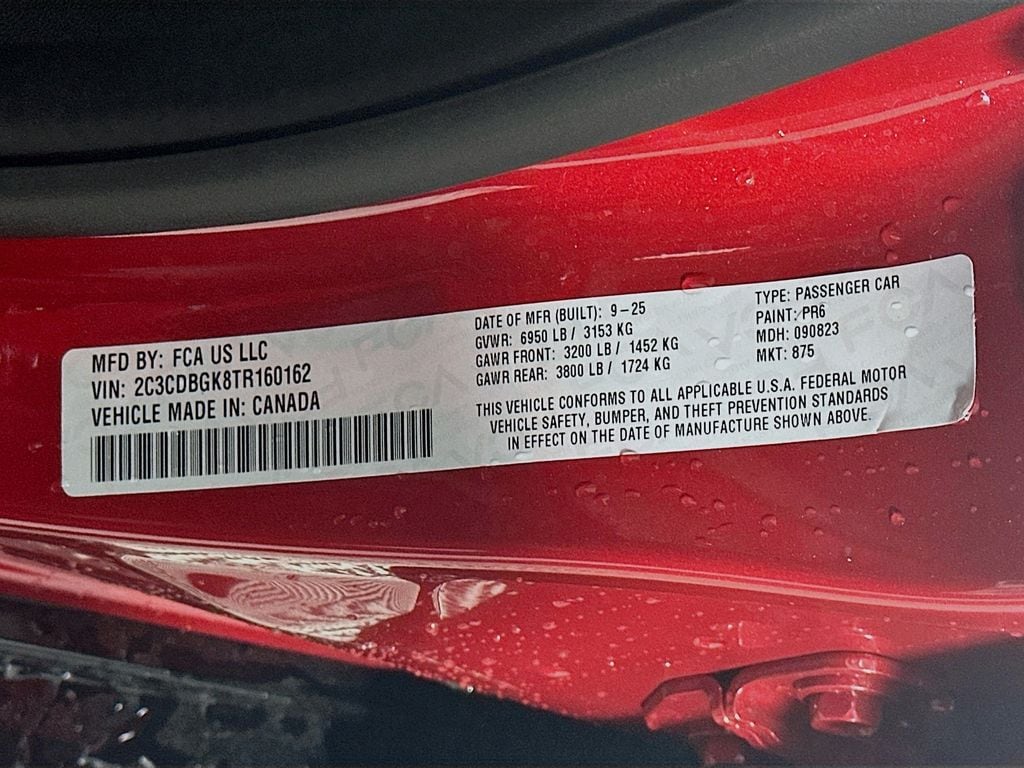 MFD BY: FCA US LLC
VIN: 2C3CDBGK8TR160162
VEHICLE MADE IN: CANADA
DATE OF MFR (BUILT): 9-25
GVWR: 6950 LB / 3153 KG
GAWR FRONT: 3200 LB / 1452 KG
GAWR REAR: 3800 LB / 1724 KG
TYPE: PASSENGER CAR
PAINT: PR6
MDH: 090823
MKT: 875
THIS VEHICLE CONFORMS TO ALL APPLICABLE U.S.A. FEDERAL MOTOR
VEHICLE SAFETY, BUMPER, AND THEFT PREVENTION STANDARDS
IN EFFECT ON THE DATE OF MANUFACTURE SHOWN ABOVE.